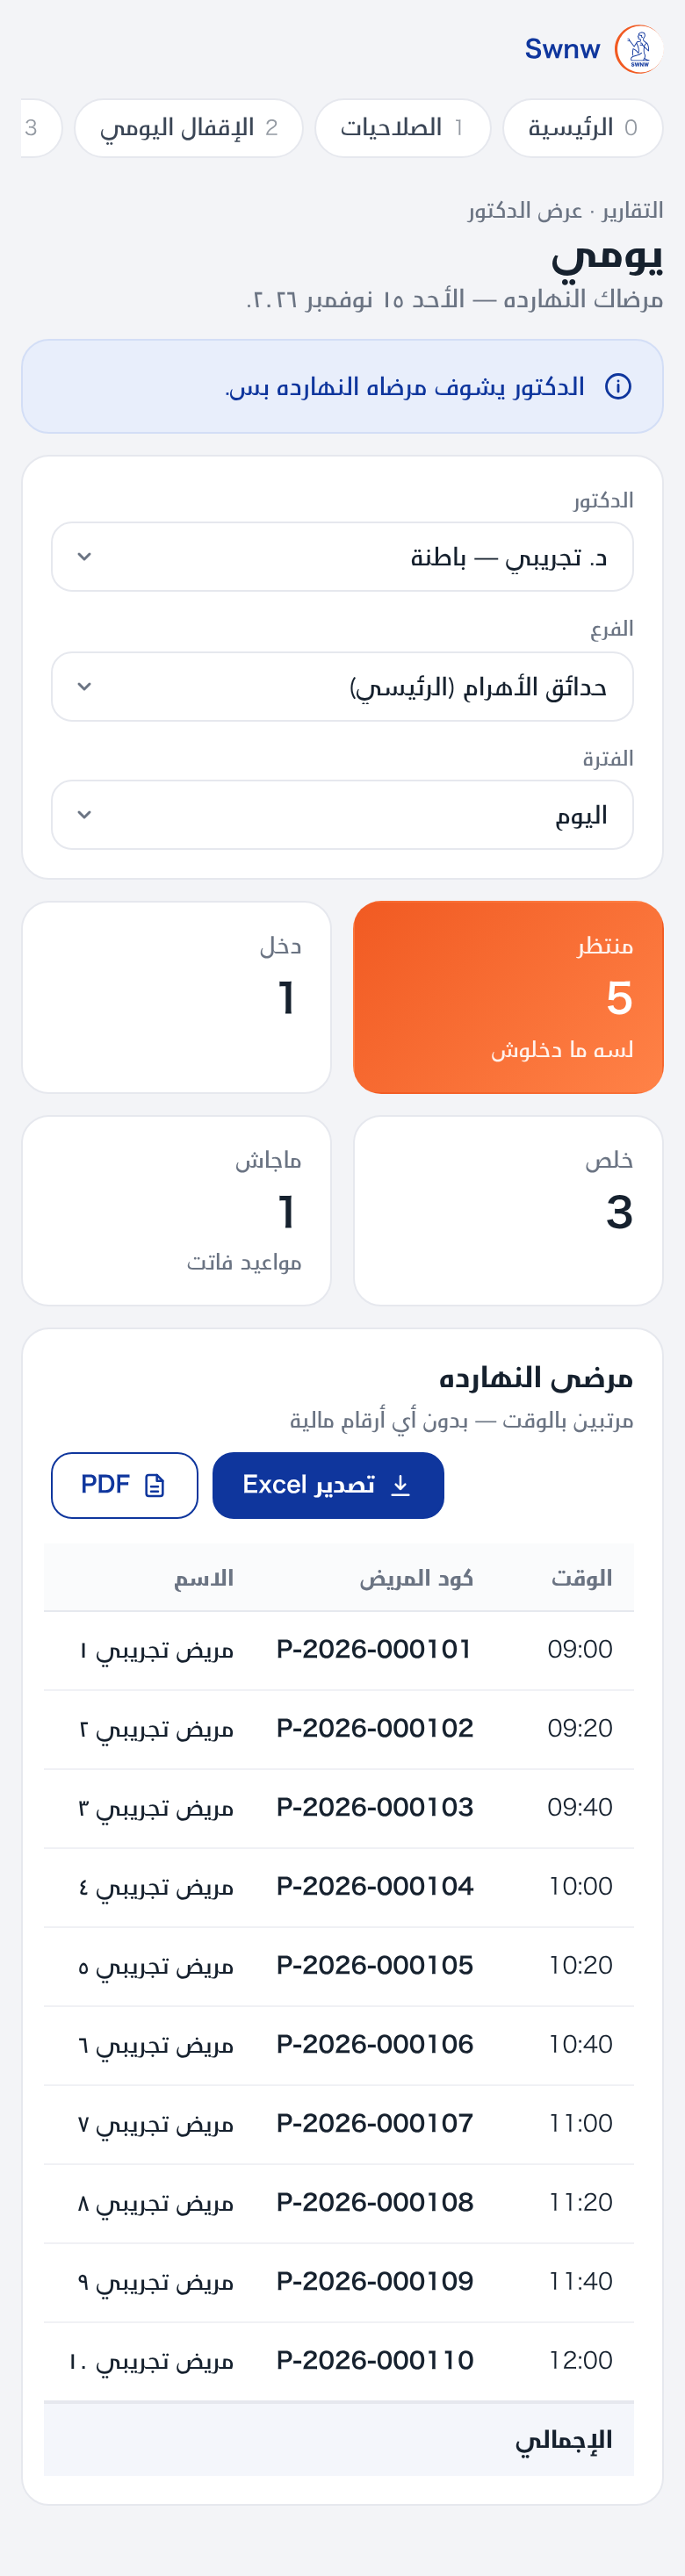 Swnw
SWNW
0 الرئيسية
1 الصلاحيات
2 الإقفال اليومي
3
التقارير · عرض الدكتور
يومي
مرضاك النهارده — الأحد ١٥ نوفمبر ٢٠٢٦.
الدكتور يشوف مرضاه النهارده بس.
الدكتور
د. تجريبي — باطنة
الفرع
حدائق الأهرام (الرئيسي)
الفترة
اليوم
منتظر
5
لسه ما دخلوش
دخل
1
خلص
3
ماجاش
1
مواعيد فاتت
مرضى النهارده
مرتبين بالوقت — بدون أي أرقام مالية
تصدير Excel
PDF
الوقت كود المريض الاسم
09:00 P-2026-000101 مريض تجريبي ١
09:20 P-2026-000102 مريض تجريبي ٢
09:40 P-2026-000103 مريض تجريبي ٣
10:00 P-2026-000104 مريض تجريبي ٤
10:20 P-2026-000105 مريض تجريبي ٥
10:40 P-2026-000106 مريض تجريبي ٦
11:00 P-2026-000107 مريض تجريبي ٧
11:20 P-2026-000108 مريض تجريبي ٨
11:40 P-2026-000109 مريض تجريبي ٩
12:00 P-2026-000110 مريض تجريبي ١٠
الإجمالي